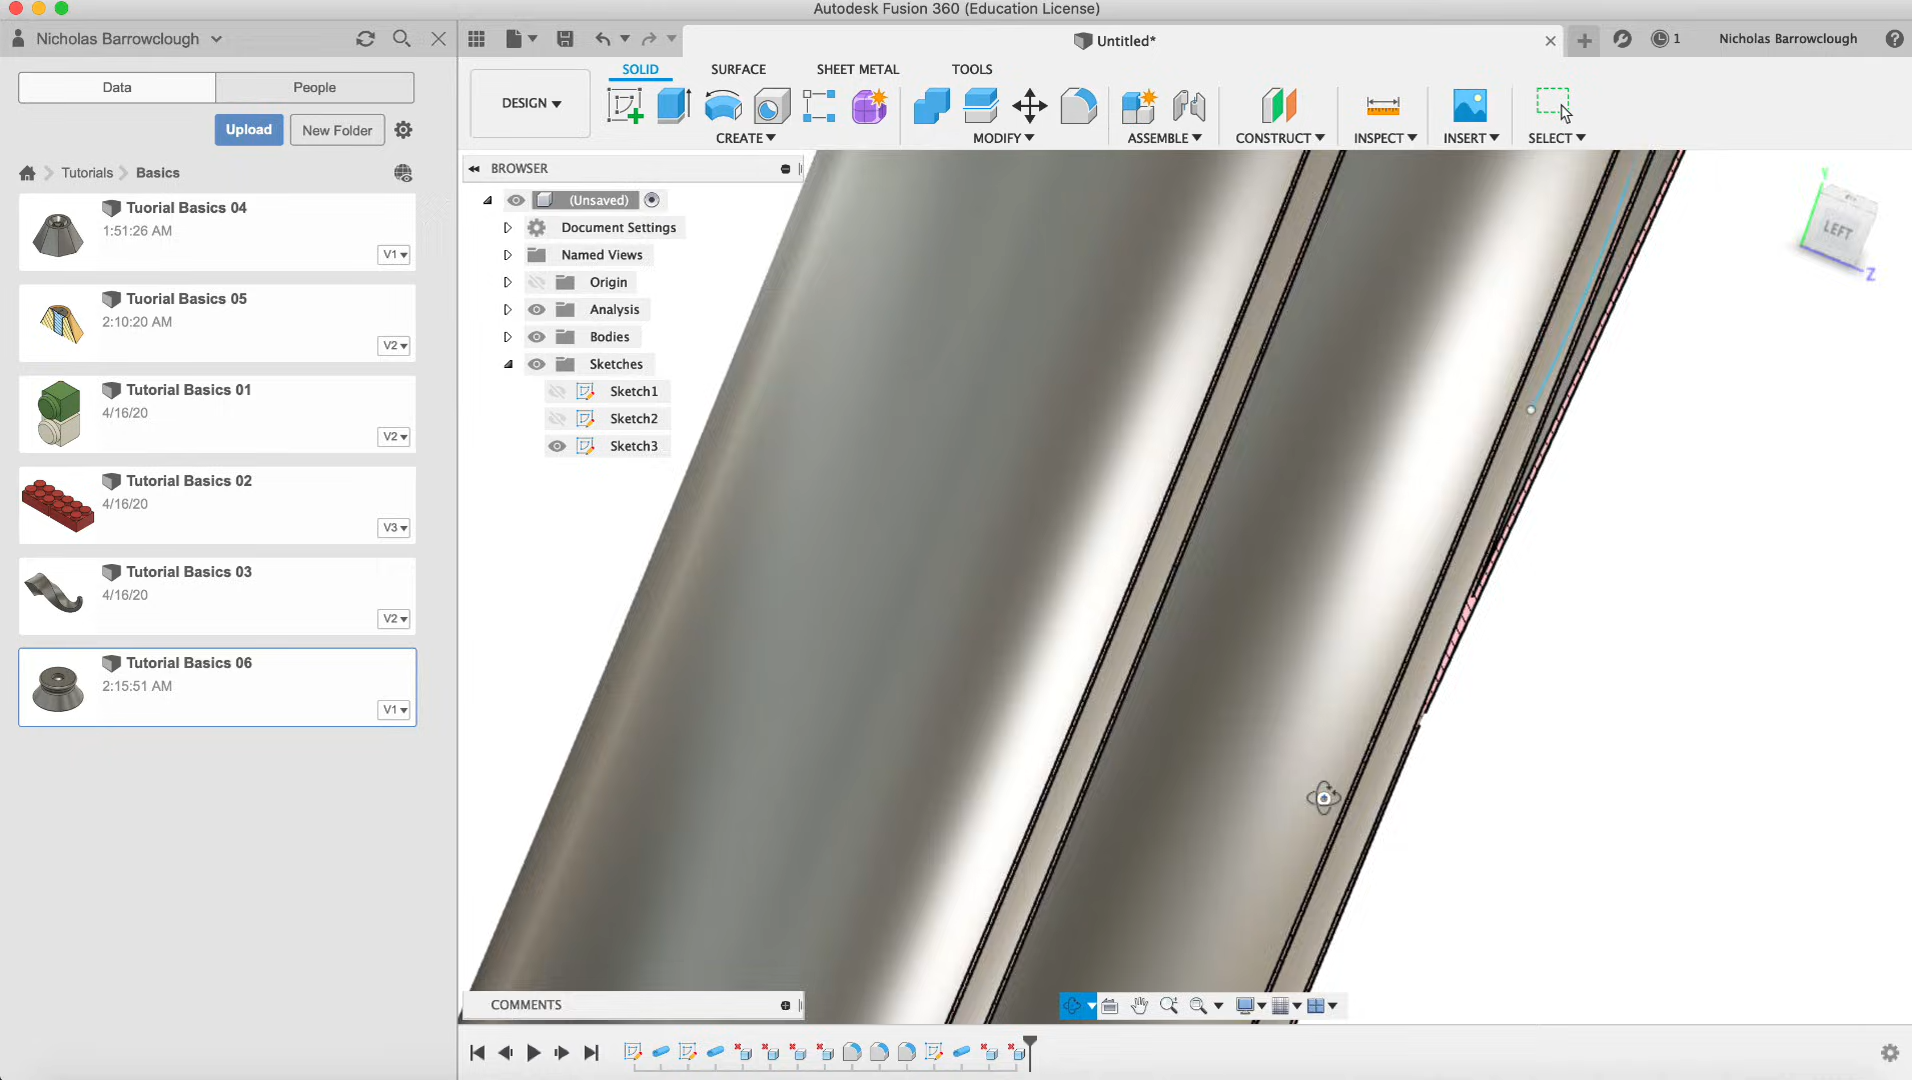 Autodesk Fusion 360 (Education License)
Nicholas Barrowclough
Untitled*
1
Nicholas Barrowclough
Data
People
Upload
New Folder
Tutorials
Basics
Tuorial Basics 04
1:51:26 AM
V1
Tuorial Basics 05
2:10:20 AM
V2
Tutorial Basics 01
4/16/20
V2
Tutorial Basics 02
4/16/20
V3
Tutorial Basics 03
4/16/20
V2
Tutorial Basics 06
2:15:51 AM
V1
DESIGN
SOLID
SURFACE
SHEET METAL
TOOLS
CREATE
MODIFY
ASSEMBLE
CONSTRUCT
INSPECT
INSERT
SELECT
BROWSER
(Unsaved)
Document Settings
Named Views
Origin
Analysis
Bodies
Sketches
Sketch1
Sketch2
Sketch3
Y
LEFT
Z
COMMENTS